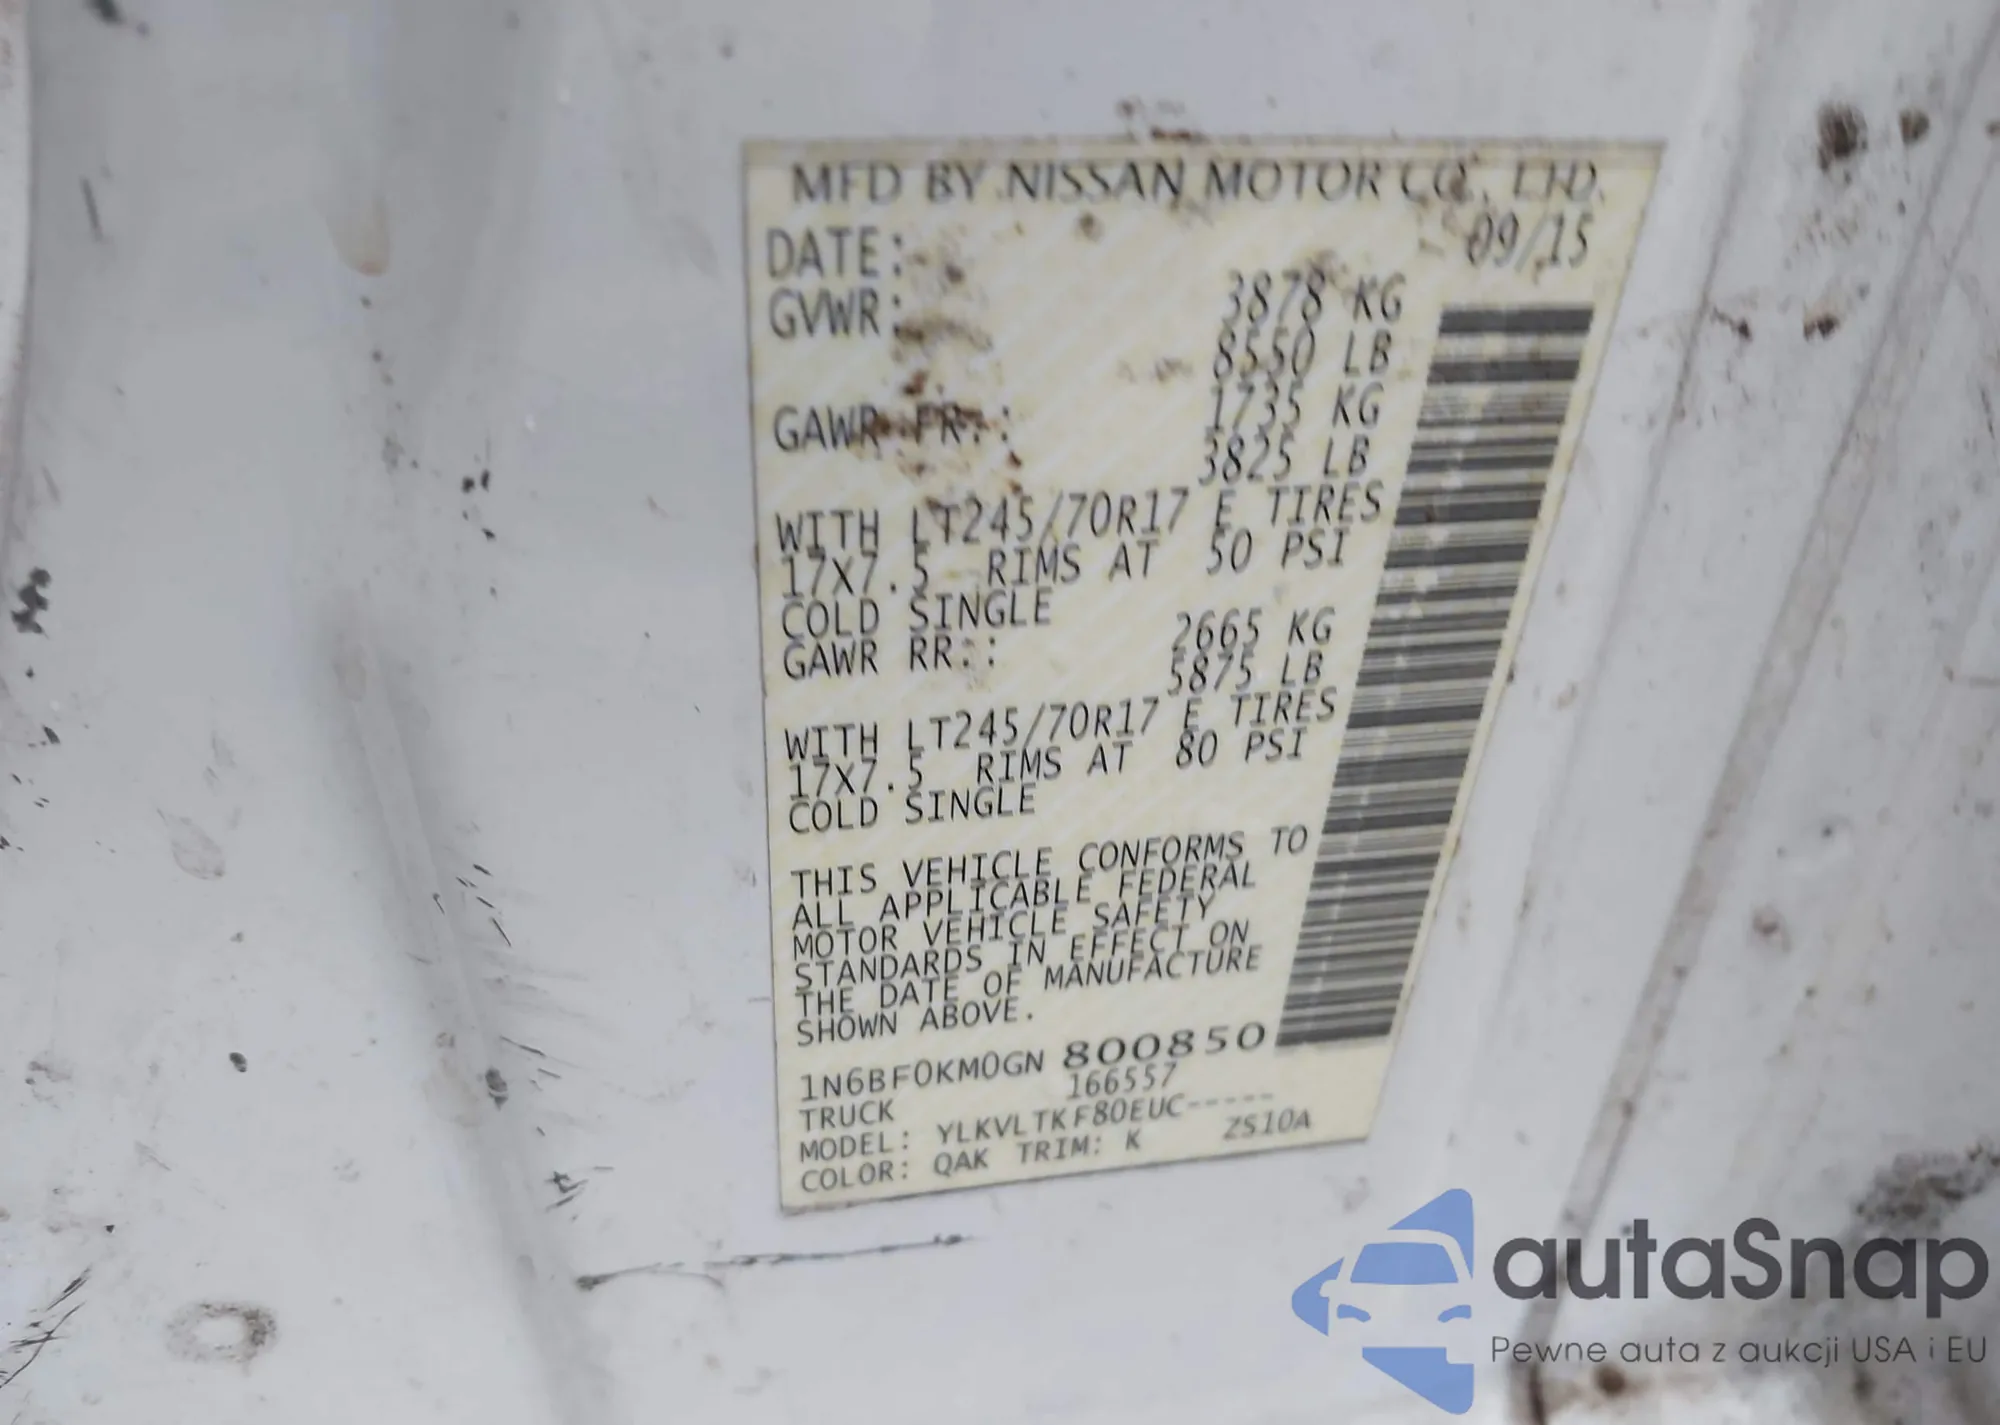 MFD BY NISSAN MOTOR CO., LTD.
DATE: 09/15
GVWR: 3878 KG
8550 LB
GAWR FR.: 1735 KG
3825 LB
WITH LT245/70R17 E TIRES
17X7.5 RIMS AT 50 PSI
COLD SINGLE
GAWR RR.: 2665 KG
5875 LB
WITH LT245/70R17 E TIRES
17X7.5 RIMS AT 80 PSI
COLD SINGLE
THIS VEHICLE CONFORMS TO
ALL APPLICABLE FEDERAL
MOTOR VEHICLE SAFETY
STANDARDS IN EFFECT ON
THE DATE OF MANUFACTURE
SHOWN ABOVE.
1N6BF0KM0GN 800850
TRUCK 166557
MODEL: YLKVLTKF80EUC-----
COLOR: QAK TRIM: K ZS10A
autaSnap
Pewne auta z aukcji USA i EU